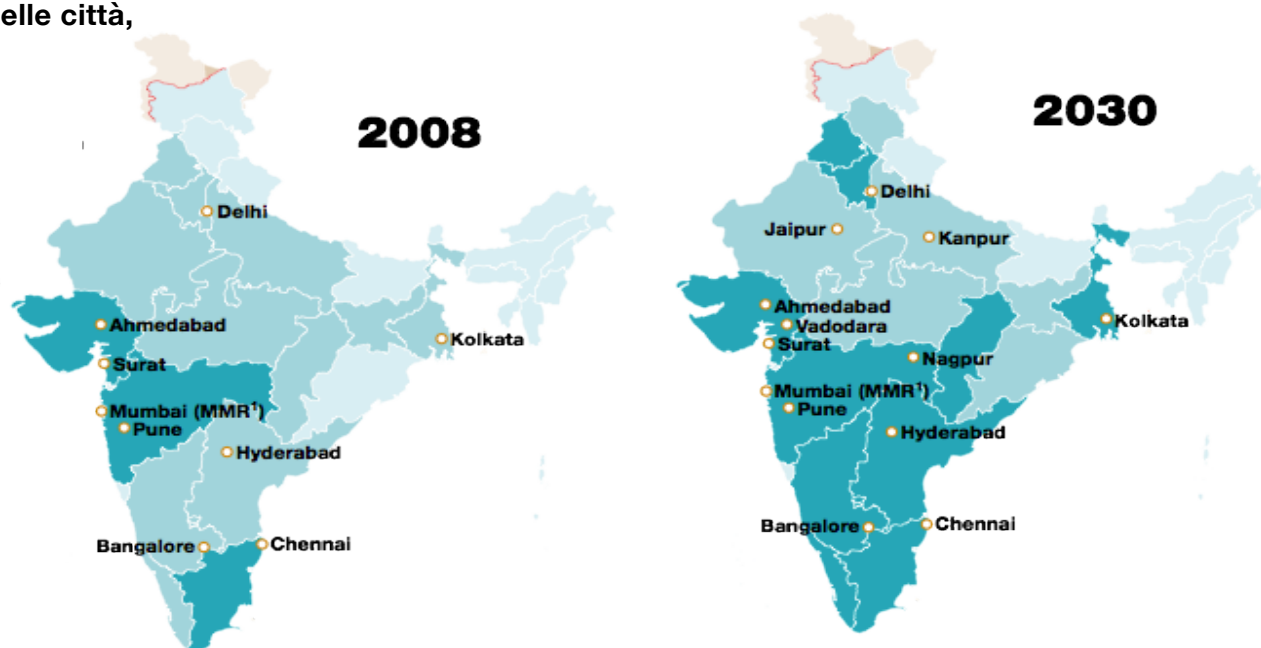 elle città,
2008
Delhi
Ahmedabad
Surat
Mumbai (MMR¹)
Pune
Kolkata
Hyderabad
Bangalore
Chennai
2030
Delhi
Jaipur
Kanpur
Ahmedabad
Vadodara
Surat
Kolkata
Nagpur
Mumbai (MMR¹)
Pune
Hyderabad
Bangalore
Chennai